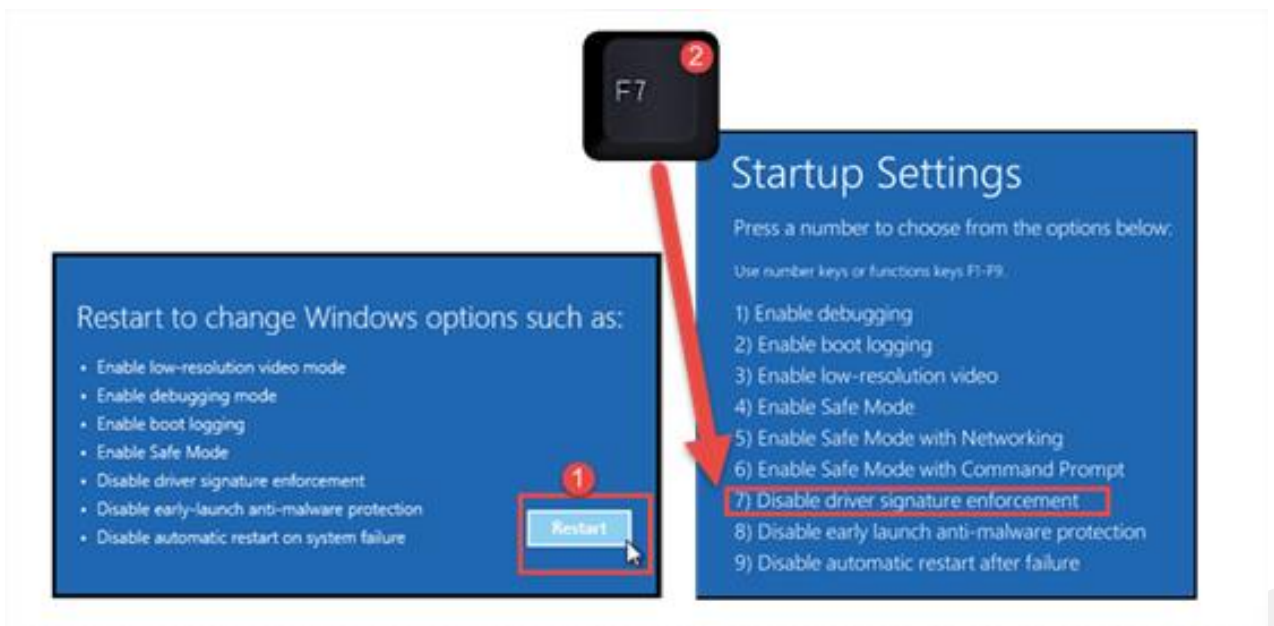 2
F7
Startup Settings
Press a number to choose from the options below:
Use number keys or functions keys F1-F9.
1) Enable debugging
2) Enable boot logging
3) Enable low-resolution video
4) Enable Safe Mode
5) Enable Safe Mode with Networking
6) Enable Safe Mode with Command Prompt
7) Disable driver signature enforcement
8) Disable early launch anti-malware protection
9) Disable automatic restart after failure
Restart to change Windows options such as:
• Enable low-resolution video mode
• Enable debugging mode
• Enable boot logging
• Enable Safe Mode
• Disable driver signature enforcement
• Disable early-launch anti-malware protection
• Disable automatic restart on system failure
1
Restart